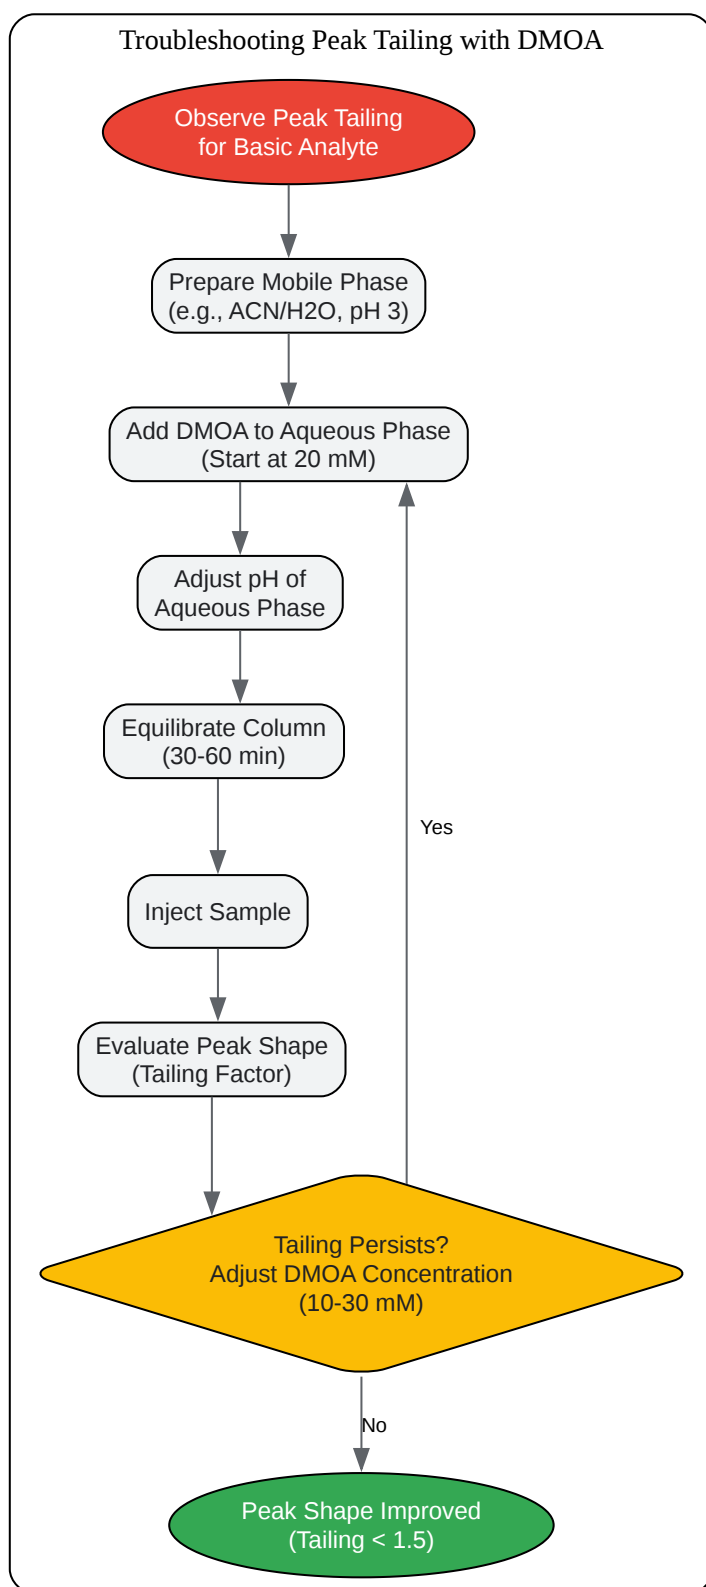 Troubleshooting Peak Tailing with DMOA
Observe Peak Tailing
for Basic Analyte
Prepare Mobile Phase
(e.g., ACN/H2O, pH 3)
Add DMOA to Aqueous Phase
(Start at 20 mM)
Adjust pH of
Aqueous Phase
Equilibrate Column
(30-60 min)
Yes
Inject Sample
Evaluate Peak Shape
(Tailing Factor)
Tailing Persists?
Adjust DMOA Concentration
(10-30 mM)
No
Peak Shape Improved
(Tailing < 1.5)